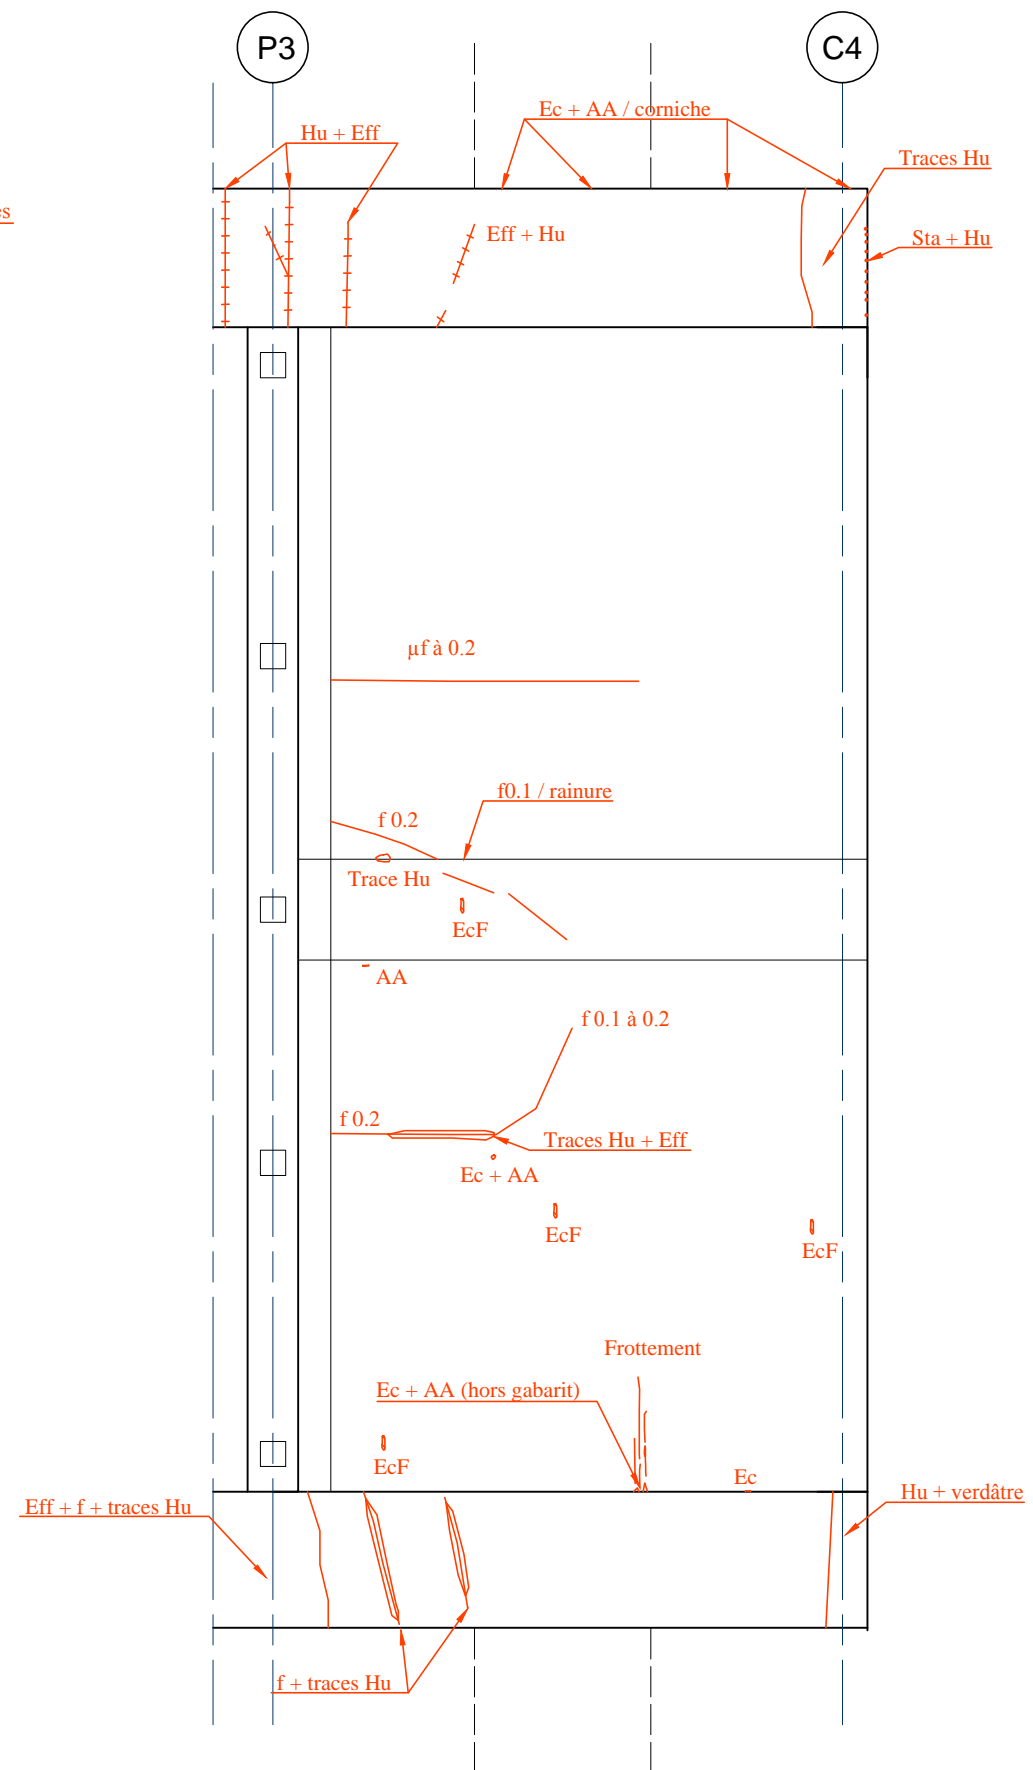 P3
C4
Ec + AA / corniche
Hu + Eff
Traces Hu
Eff + Hu
Sta + Hu
µf à 0.2
f0.1 / rainure
f 0.2
Trace Hu
EcF
AA
f 0.1 à 0.2
f 0.2
Traces Hu + Eff
Ec + AA
EcF
EcF
Frottement
Ec + AA (hors gabarit)
EcF
Ec
Hu + verdâtre
Eff + f + traces Hu
f + traces Hu